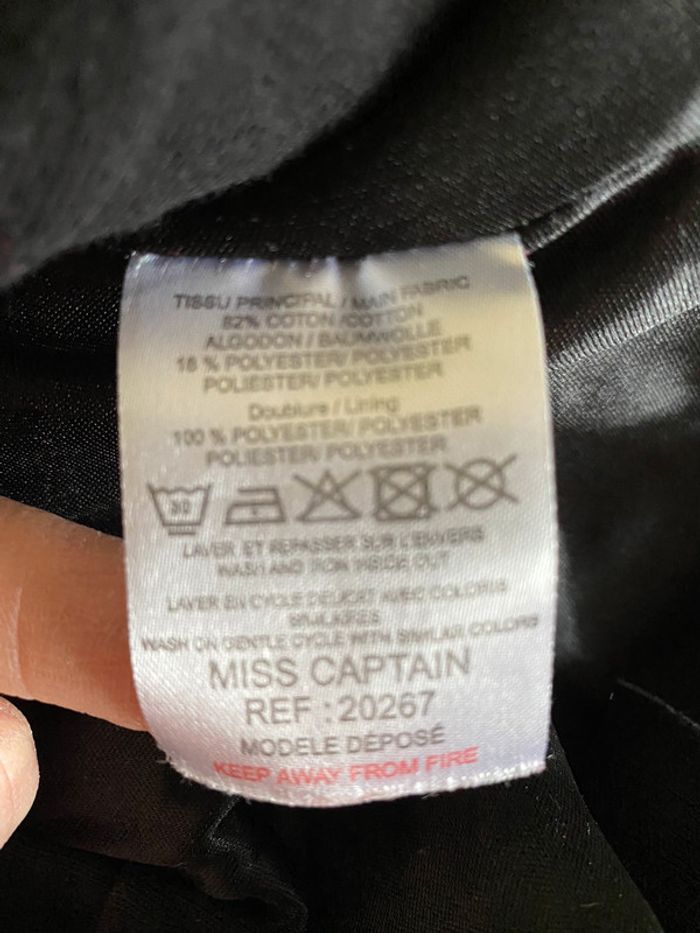 TISSU PRINCIPAL / MAIN FABRIC
82% COTON /COTTON
ALGODON / BAUMWOLLE
18 % POLYESTER/ POLYESTER
POLIESTER/ POLYESTER
Doublure / Lining
100 % POLYESTER/ POLYESTER
POLIESTER/ POLYESTER
30
LAVER ET REPASSER SUR L'ENVERS
WASH AND IRON INSIDE OUT
LAVER EN CYCLE DELICAT AVEC COLORIS
SIMILAIRES
WASH ON GENTLE CYCLE WITH SIMILAR COLORS
MISS CAPTAIN
REF : 20267
MODELE DÉPOSÉ
KEEP AWAY FROM FIRE